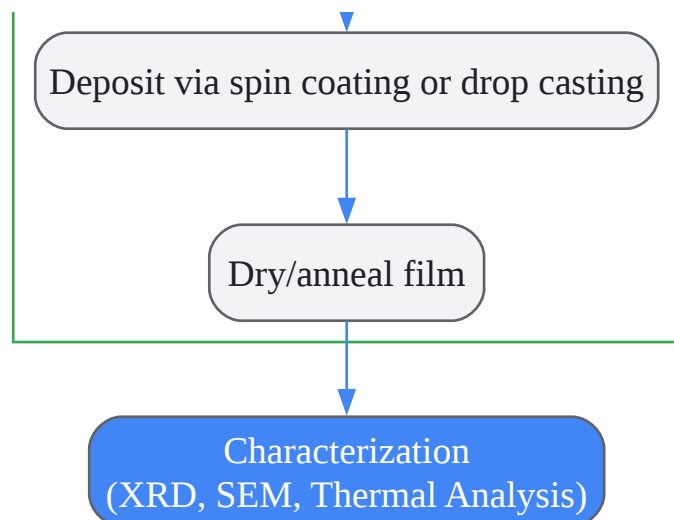 Deposit via spin coating or drop casting
Dry/anneal film
Characterization
(XRD, SEM, Thermal Analysis)